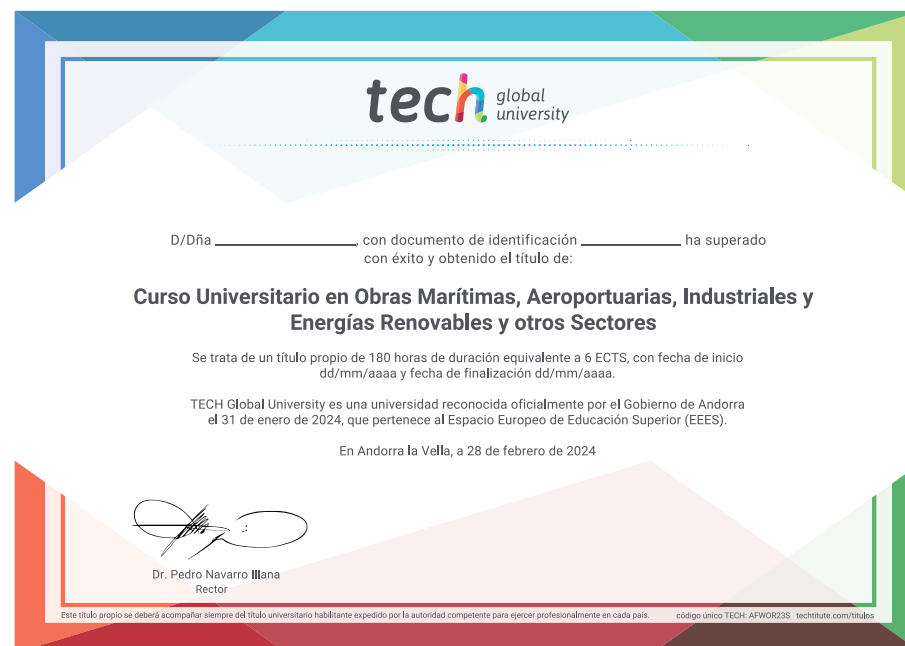 tech global university
D/Dña ____________________, con documento de identificación ______________ ha superado
con éxito y obtenido el título de:
Curso Universitario en Obras Marítimas, Aeroportuarias, Industriales y
Energías Renovables y otros Sectores
Se trata de un título propio de 180 horas de duración equivalente a 6 ECTS, con fecha de inicio
dd/mm/aaaa y fecha de finalización dd/mm/aaaa.
TECH Global University es una universidad reconocida oficialmente por el Gobierno de Andorra
el 31 de enero de 2024, que pertenece al Espacio Europeo de Educación Superior (EEES).
En Andorra la Vella, a 28 de febrero de 2024
Dr. Pedro Navarro Illana
Rector
Este título propio se deberá acompañar siempre del título universitario habilitante expedido por la autoridad competente para ejercer profesionalmente en cada país. código único TECH: AFWOR23S techtitute.com/titulos